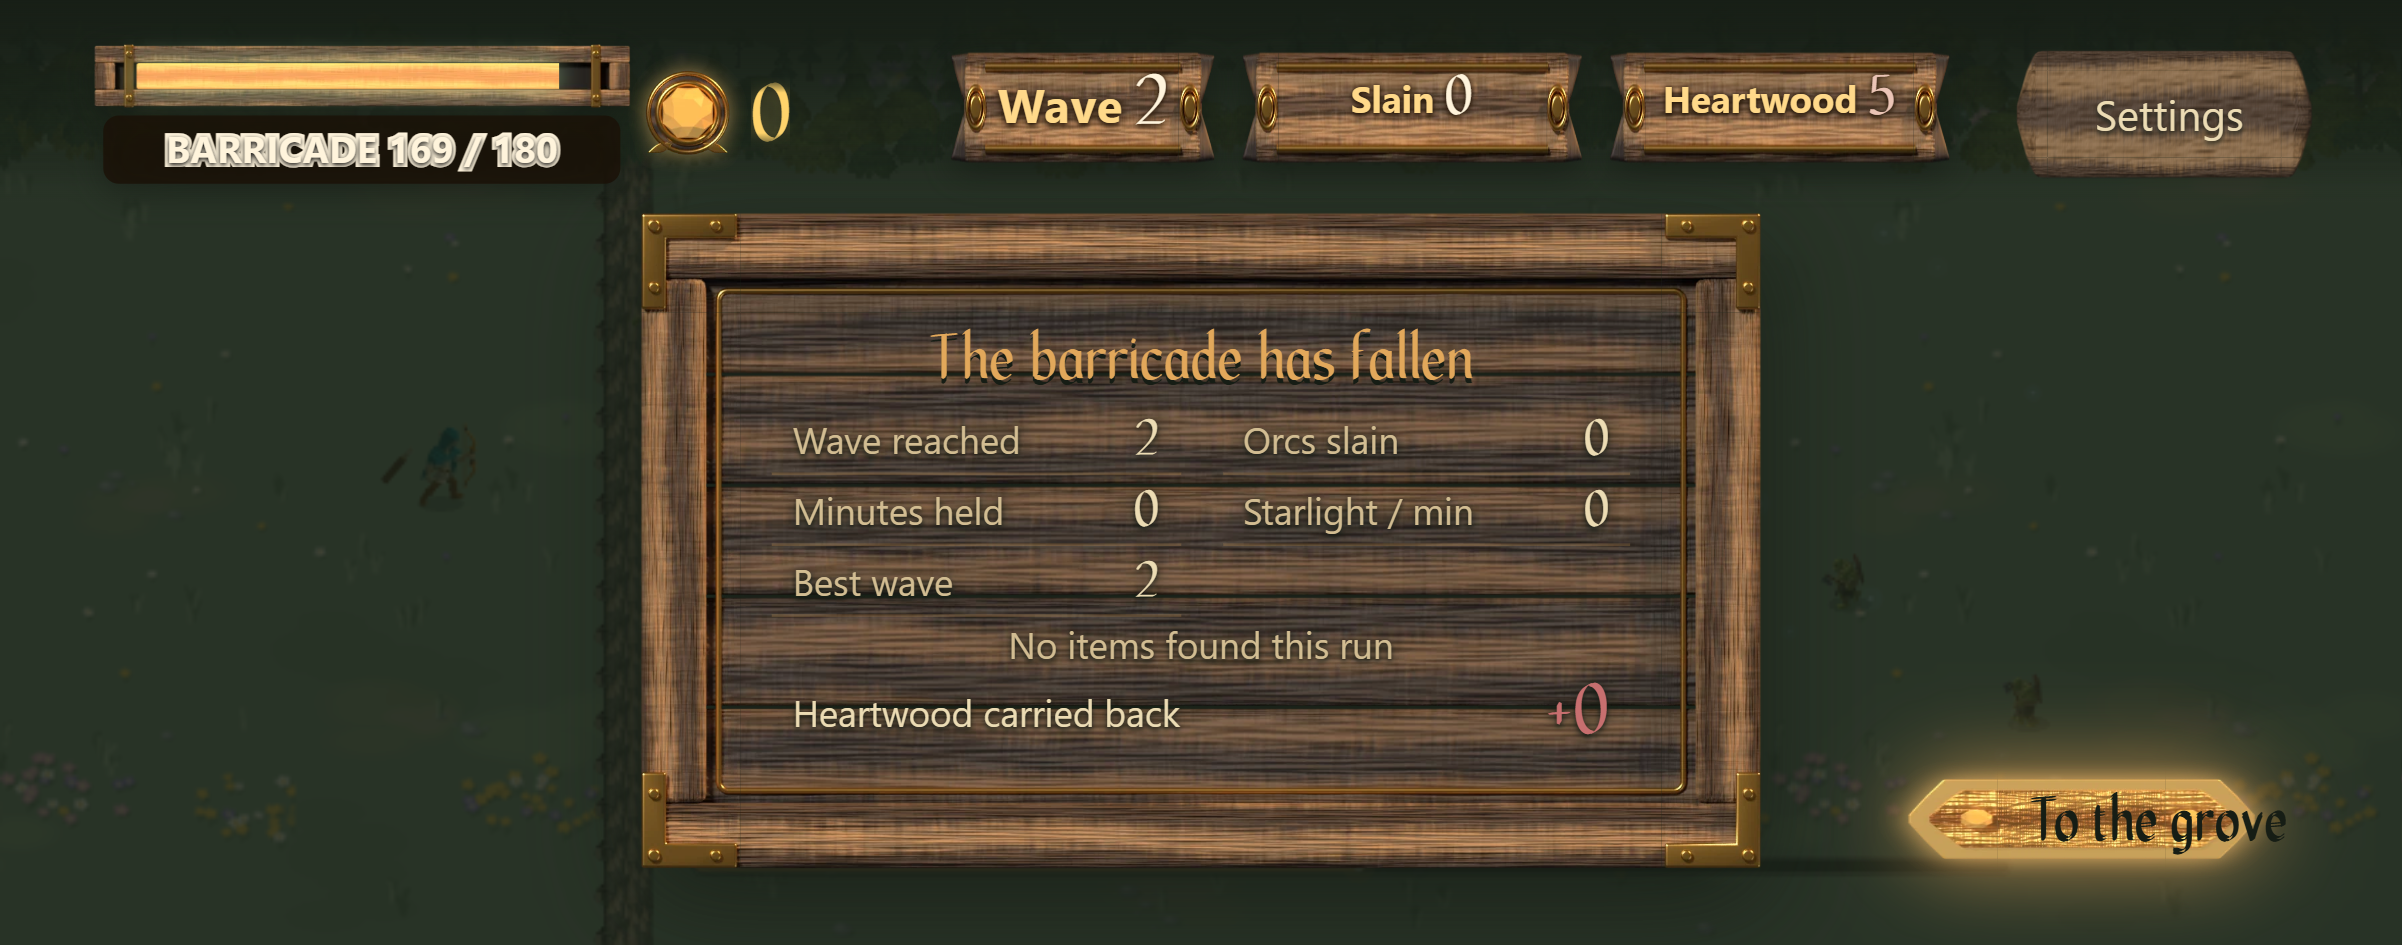 BARRICADE 169 / 180
0
Wave 2
Slain 0
Heartwood 5
Settings
The barricade has fallen
Wave reached 2
Orcs slain 0
Minutes held 0
Starlight / min 0
Best wave 2
No items found this run
Heartwood carried back +0
To the grove